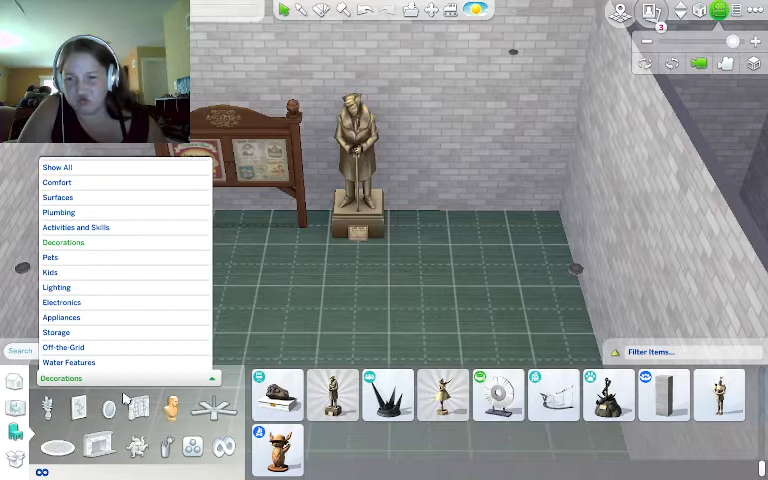 3
Show All
Comfort
Surfaces
Plumbing
Activities and Skills
Decorations
Pets
Kids
Lighting
Electronics
Appliances
Storage
Off-the-Grid
Water Features
Search
Filter Items...
Decorations